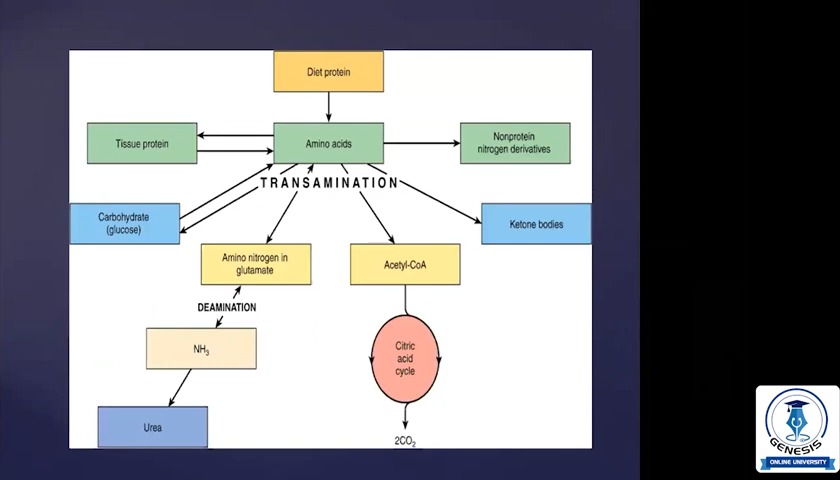 Diet protein
Tissue protein
Amino acids
Nonprotein
nitrogen derivatives
TRANSAMINATION
Carbohydrate
(glucose)
Ketone bodies
Amino nitrogen in
glutamate
Acetyl-CoA
DEAMINATION
NH₃
Citric
acid
cycle
Urea
2CO₂
GENESIS
ONLINE UNIVERSITY